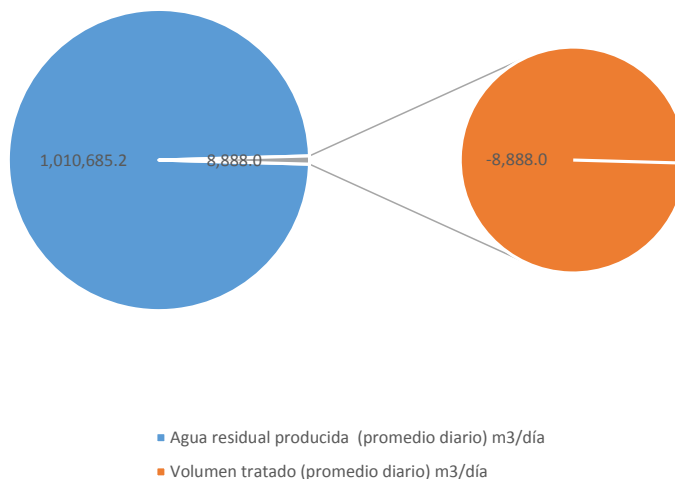 1,010,685.2
8,888.0
-8,888.0
Agua residual producida (promedio diario) m3/día
Volumen tratado (promedio diario) m3/día